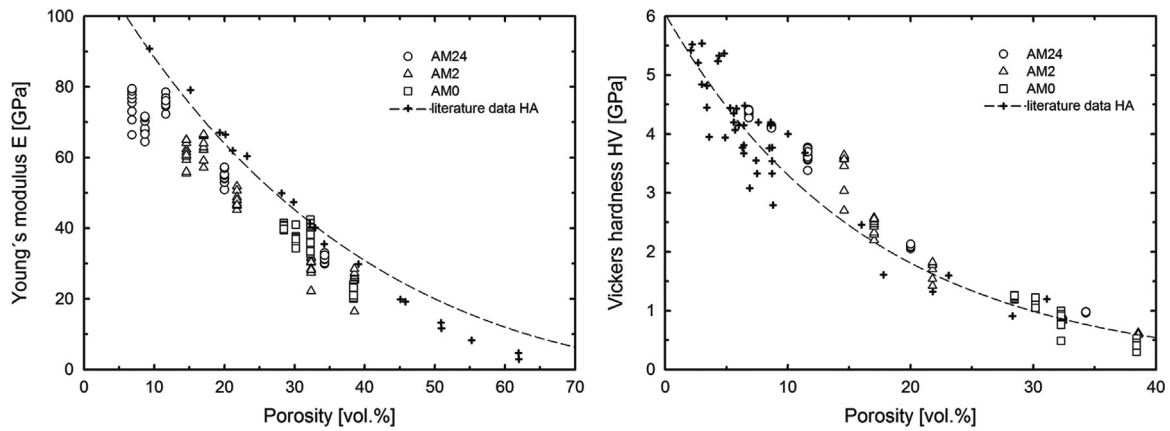 100
80
60
40
20
0
Young´s modulus E [GPa]
AM24
AM2
AM0
literature data HA
0 10 20 30 40 50 60 70
Porosity [vol.%]
6
5
4
3
2
1
0
Vickers hardness HV [GPa]
AM24
AM2
AM0
literature data HA
0 10 20 30 40
Porosity [vol.%]